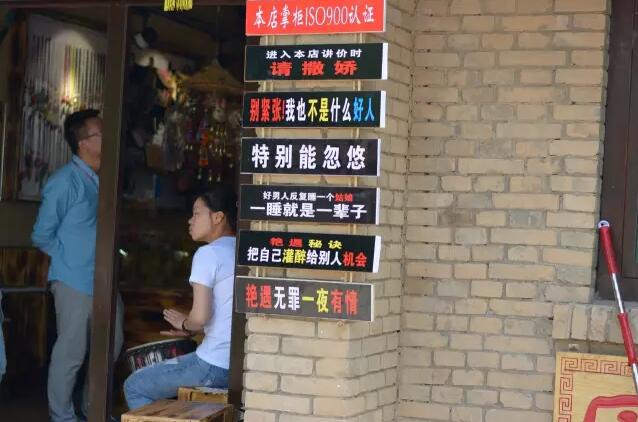 本店掌柜ISO900认证
进入本店讲价时
请撒娇
别紧张!我也不是什么好人
特别能忽悠
好男人反复睡一个姑娘
一睡就是一辈子
艳遇秘诀
把自己灌醉给别人机会
艳遇无罪一夜有情